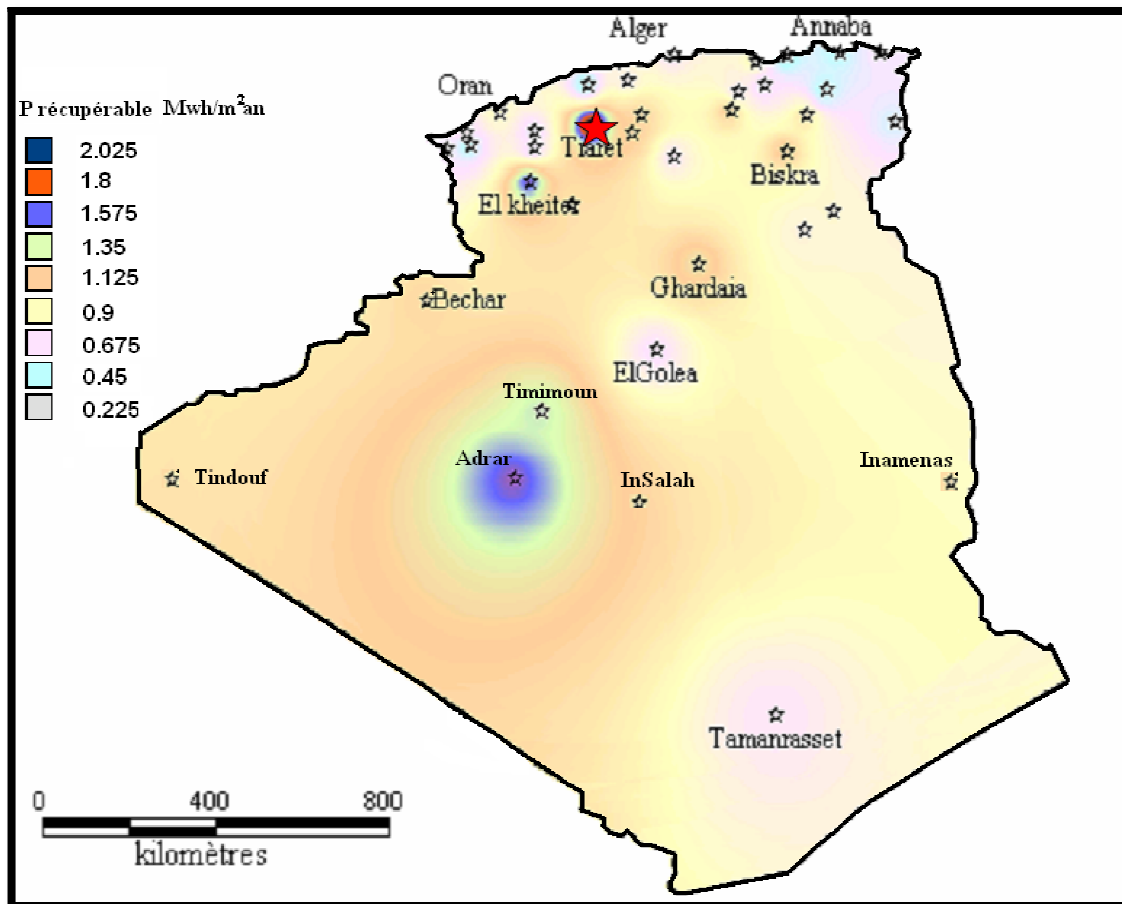 Alger
Annaba
Oran
P récupérable Mwh/m²an
2.025
1.8
1.575
1.35
1.125
0.9
0.675
0.45
0.225
Tiaret
Biskra
El kheiter
Ghardaia
Bechar
ElGolea
Timimoun
Adrar
Tindouf
InSalah
Inamenas
Tamanrasset
0 400 800
kilomètres